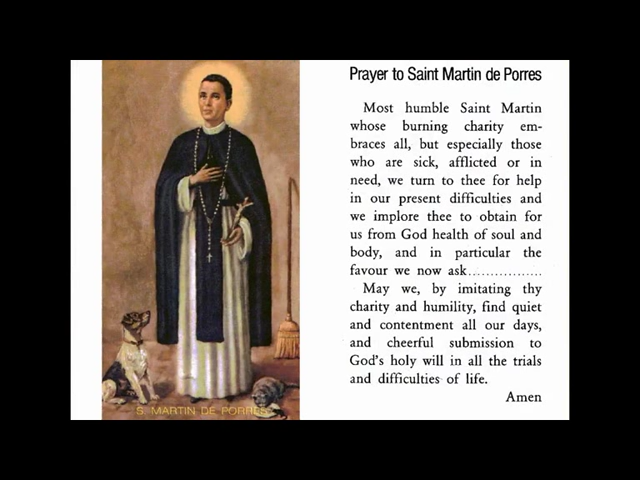 Prayer to Saint Martin de Porres
Most humble Saint Martin
whose burning charity em-
braces all, but especially those
who are sick, afflicted or in
need, we turn to thee for help
in our present difficulties and
we implore thee to obtain for
us from God health of soul and
body, and in particular the
favour we now ask................
May we, by imitating thy
charity and humility, find quiet
and contentment all our days,
and cheerful submission to
God's holy will in all the trials
and difficulties of life.
Amen
S. MARTIN DE PORRES